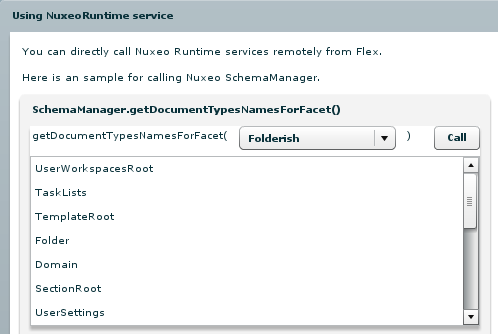 Using NuxeoRuntime service
You can directly call Nuxeo Runtime services remotely from Flex.
Here is an sample for calling Nuxeo SchemaManager.
SchemaManager.getDocumentTypesNamesForFacet()
getDocumentTypesNamesForFacet( Folderish ) Call
UserWorkspacesRoot
TaskLists
TemplateRoot
Folder
Domain
SectionRoot
UserSettings